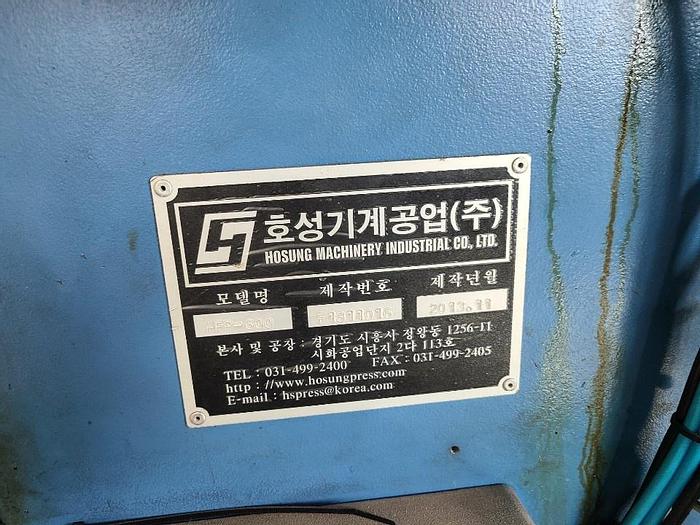 호성기계공업(주)
HOSUNG MACHINERY INDUSTRIAL CO., LTD.
모델명 제작번호 제작년월
2013.11
본사 및 공장 : 경기도 시흥시 정왕동 1256-11
시화공업단지 2다 113호
TEL : 031-499-2400 FAX : 031-499-2405
http : //www.hosungpress.com
E-mail : hspress@korea.com